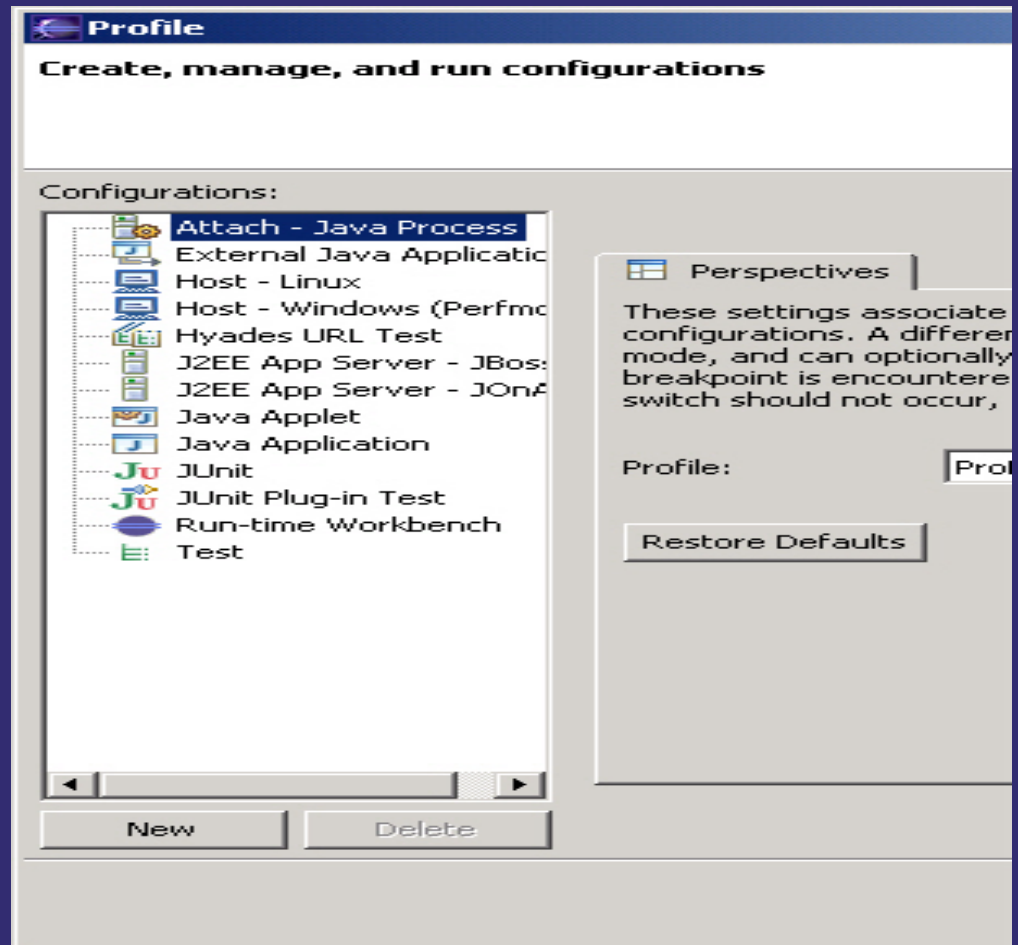 Profile
Create, manage, and run configurations
Configurations:
Attach - Java Process
External Java Applicatic
Host - Linux
Host - Windows (Perfmo
Hyades URL Test
J2EE App Server - JBos
J2EE App Server - JOnA
Java Applet
Java Application
JUnit
JUnit Plug-in Test
Run-time Workbench
Test
New
Delete
Perspectives
These settings associate
configurations. A differen
mode, and can optionally
breakpoint is encountere
switch should not occur,
Profile:
Prof
Restore Defaults